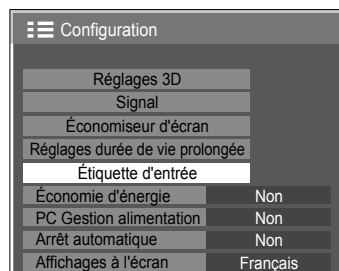 Configuration
Réglages 3D
Signal
Économiseur d'écran
Réglages durée de vie prolongée
Étiquette d'entrée
Économie d'énergie Non
PC Gestion alimentation Non
Arrêt automatique Non
Affichages à l'écran Français